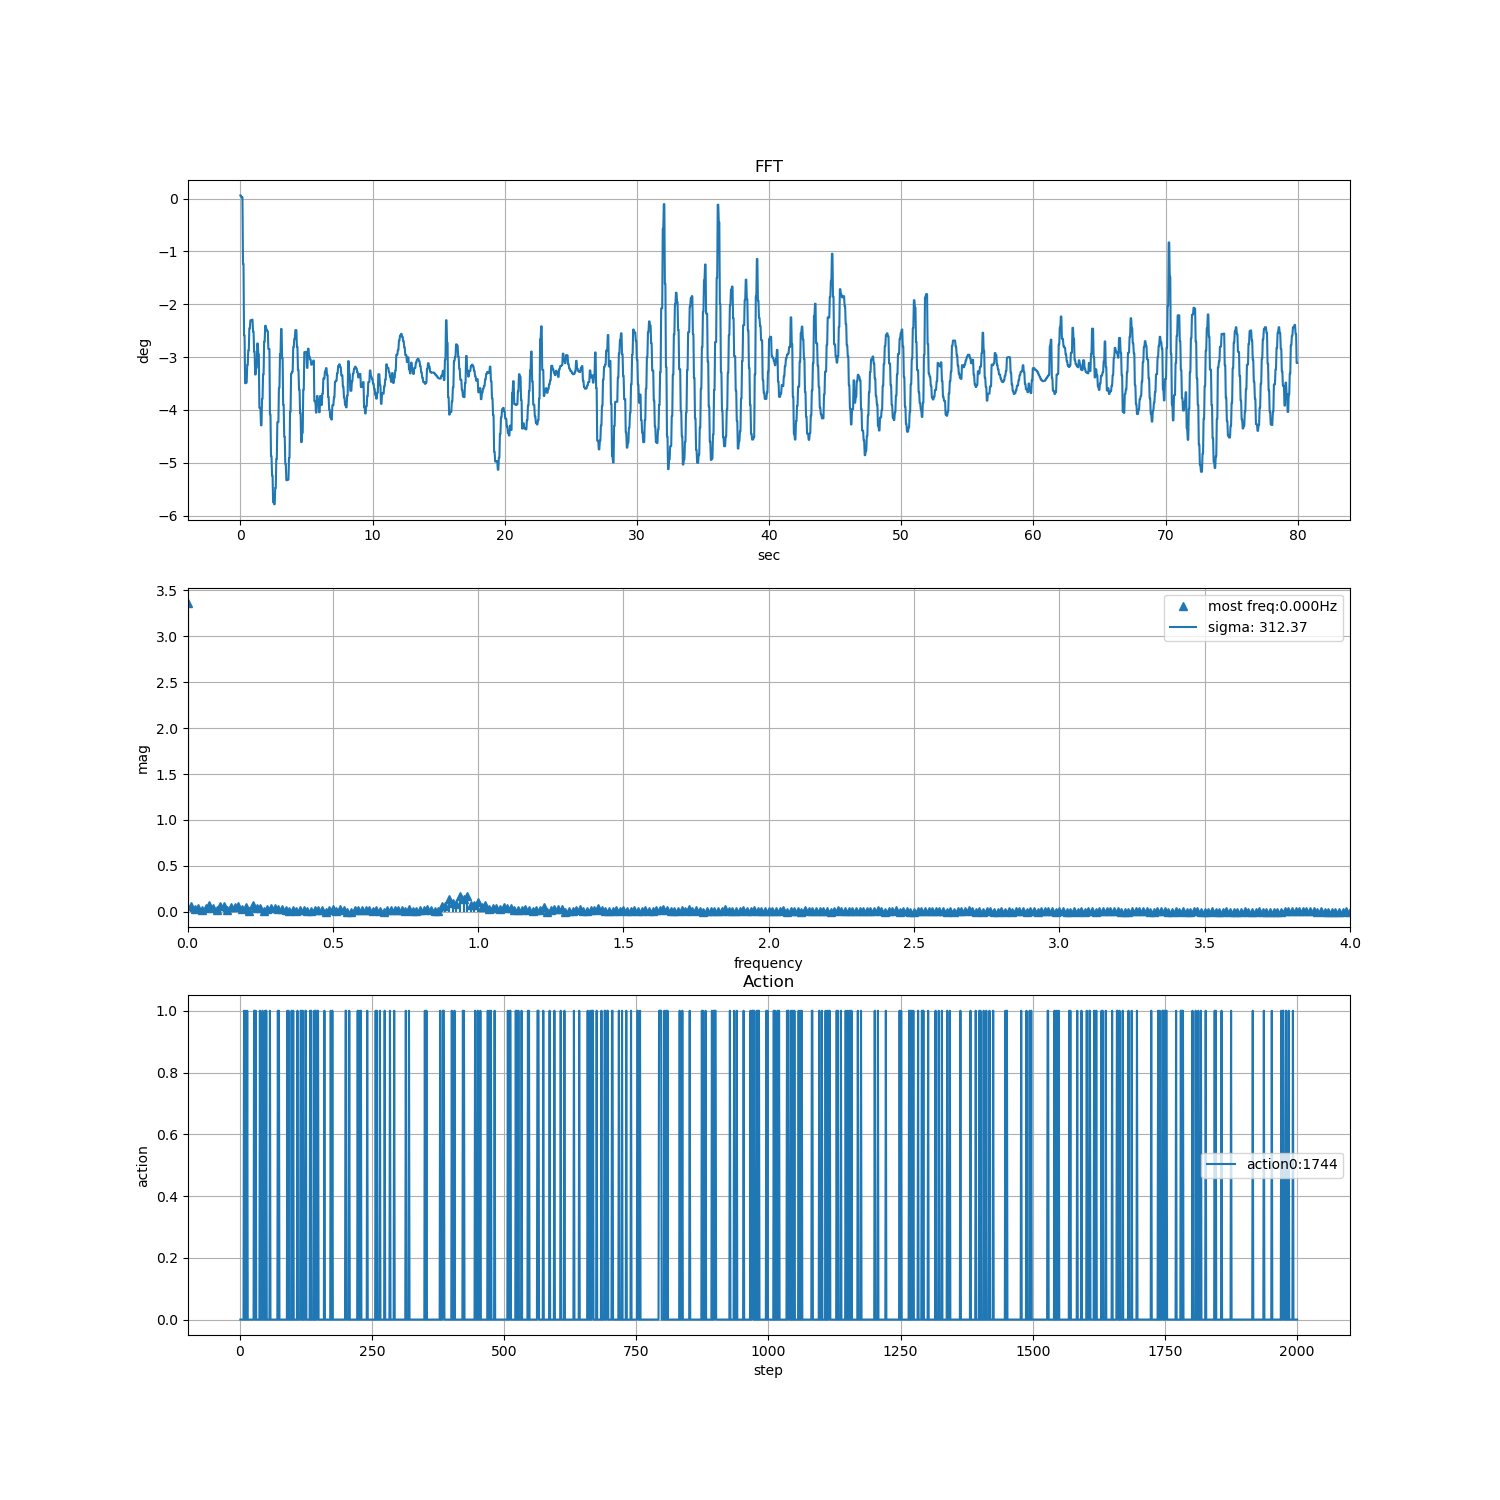 FFT
0
−1
−2
−3
−4
−5
−6
deg
0 10 20 30 40 50 60 70 80
sec
3.5
3.0
2.5
2.0
1.5
1.0
0.5
0.0
mag
most freq:0.000Hz
sigma: 312.37
0.0 0.5 1.0 1.5 2.0 2.5 3.0 3.5 4.0
frequency
Action
1.0
0.8
0.6
0.4
0.2
0.0
action
action0:1744
0 250 500 750 1000 1250 1500 1750 2000
step